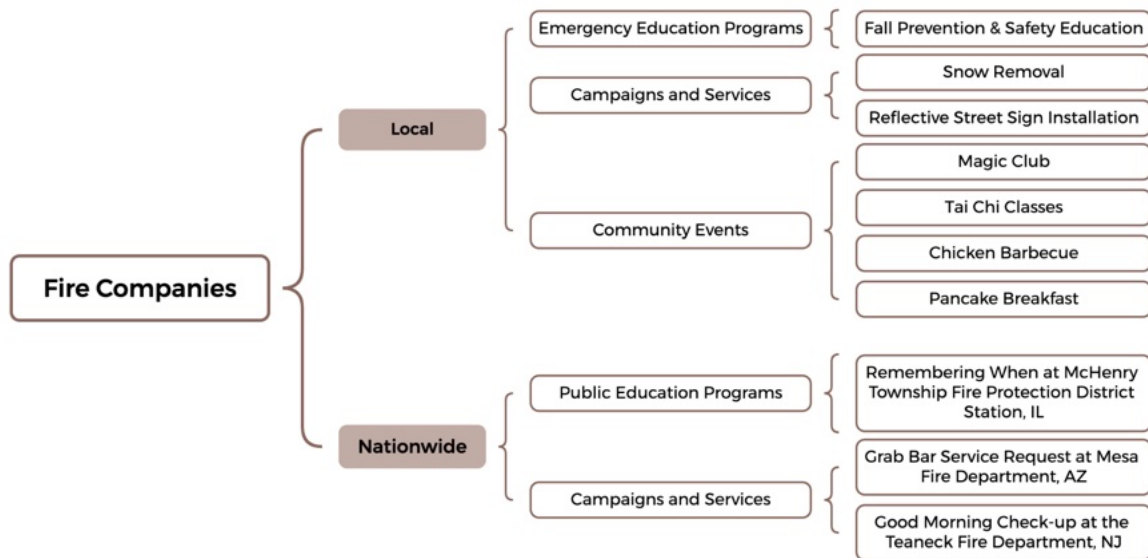 Fire Companies
Local
Emergency Education Programs
Fall Prevention & Safety Education
Campaigns and Services
Snow Removal
Reflective Street Sign Installation
Community Events
Magic Club
Tai Chi Classes
Chicken Barbecue
Pancake Breakfast
Nationwide
Public Education Programs
Remembering When at McHenry
Township Fire Protection District
Station, IL
Campaigns and Services
Grab Bar Service Request at Mesa
Fire Department, AZ
Good Morning Check-up at the
Teaneck Fire Department, NJ